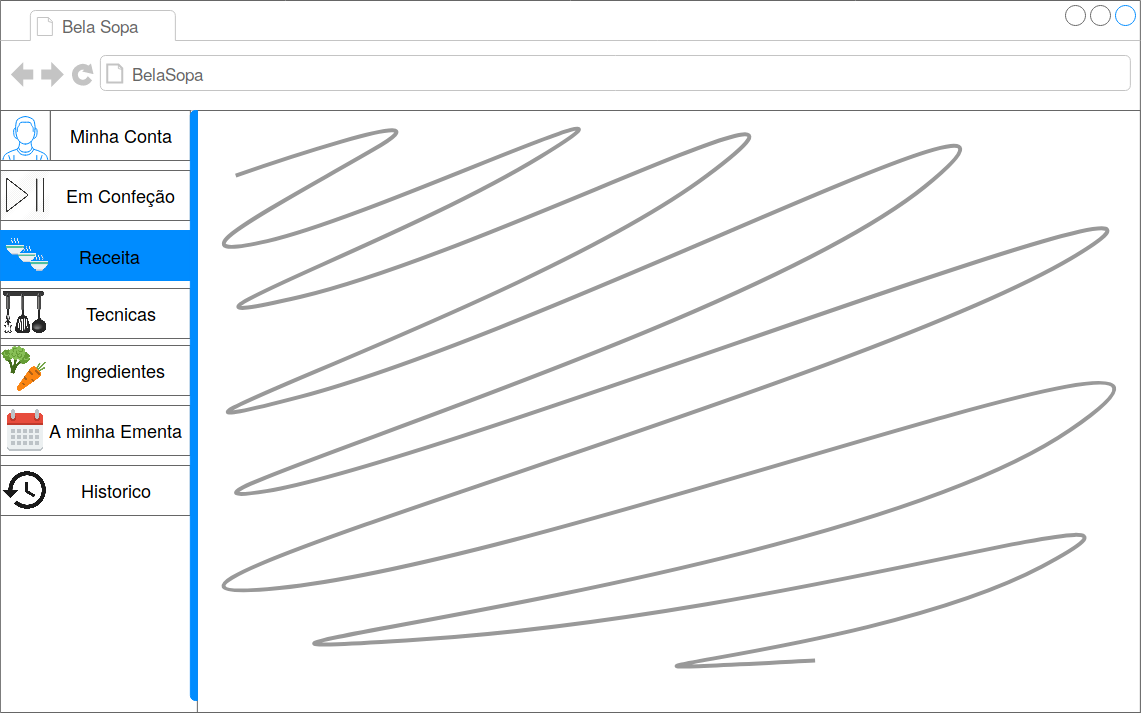 Bela Sopa
BelaSopa
Minha Conta
Em Confeção
Receita
Tecnicas
Ingredientes
A minha Ementa
Historico